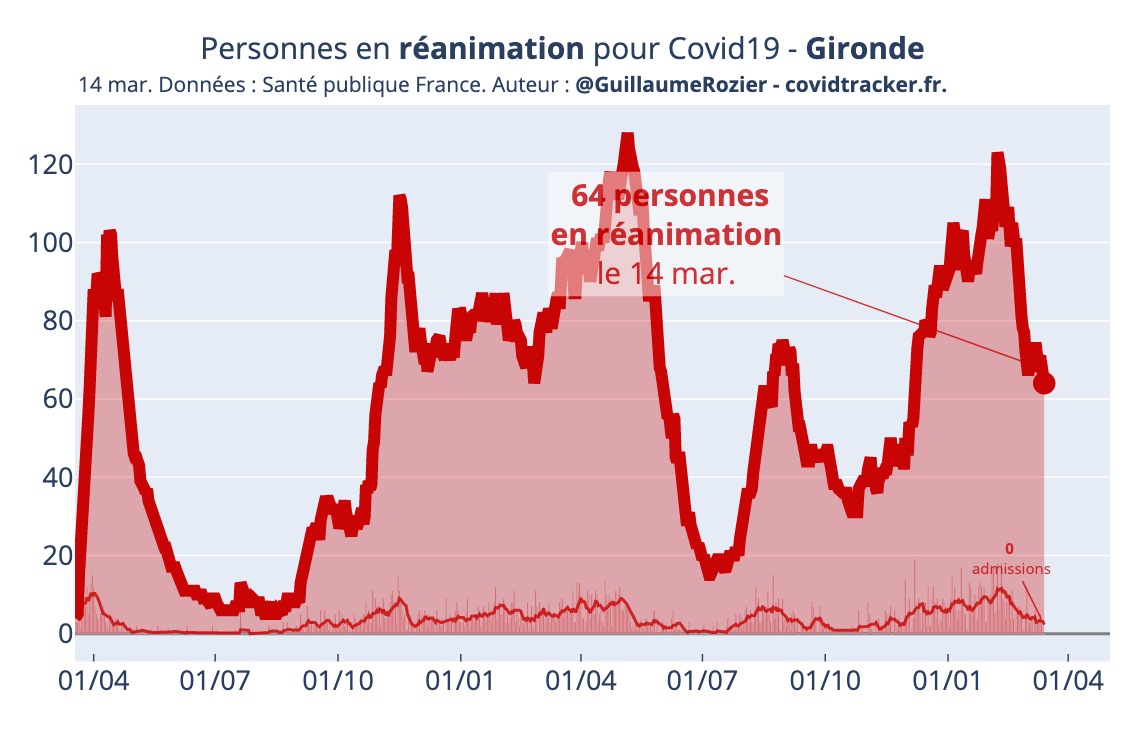 Personnes en réanimation pour Covid19 - Gironde
14 mar. Données : Santé publique France. Auteur : @GuillaumeRozier - covidtracker.fr.
120
100
80
60
40
20
0
64 personnes
en réanimation
le 14 mar.
0
admissions
01/04 01/07 01/10 01/01 01/04 01/07 01/10 01/01 01/04